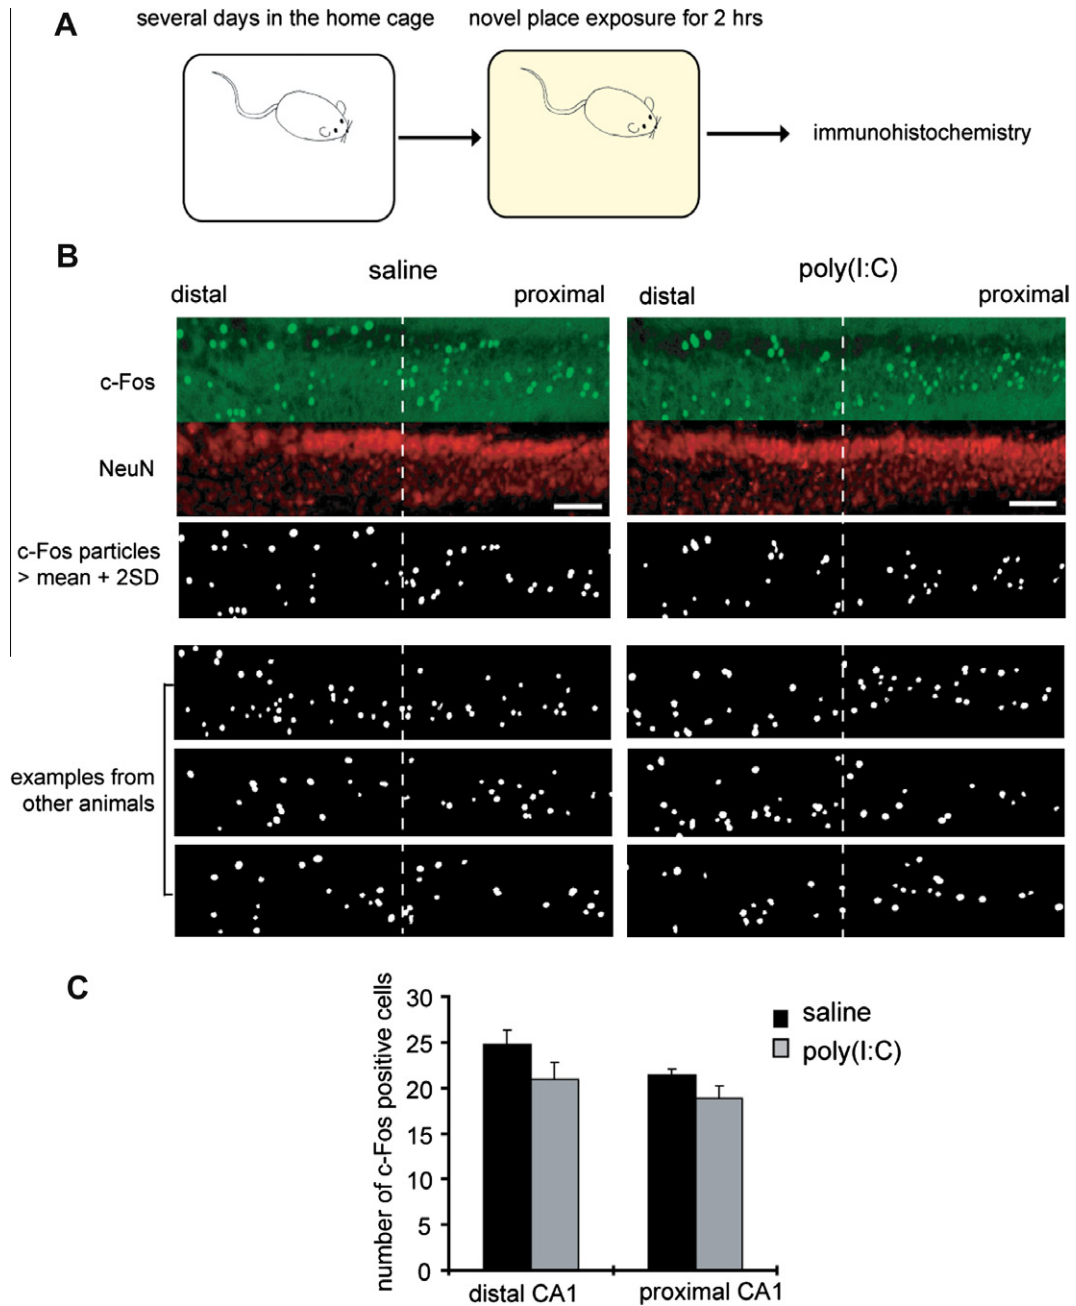 A
several days in the home cage
novel place exposure for 2 hrs
immunohistochemistry
B
saline
poly(I:C)
distal
proximal
distal
proximal
c-Fos
NeuN
c-Fos particles
> mean + 2SD
examples from
other animals
C
number of c-Fos positive cells
30
25
20
15
10
5
0
distal CA1
proximal CA1
saline
poly(I:C)